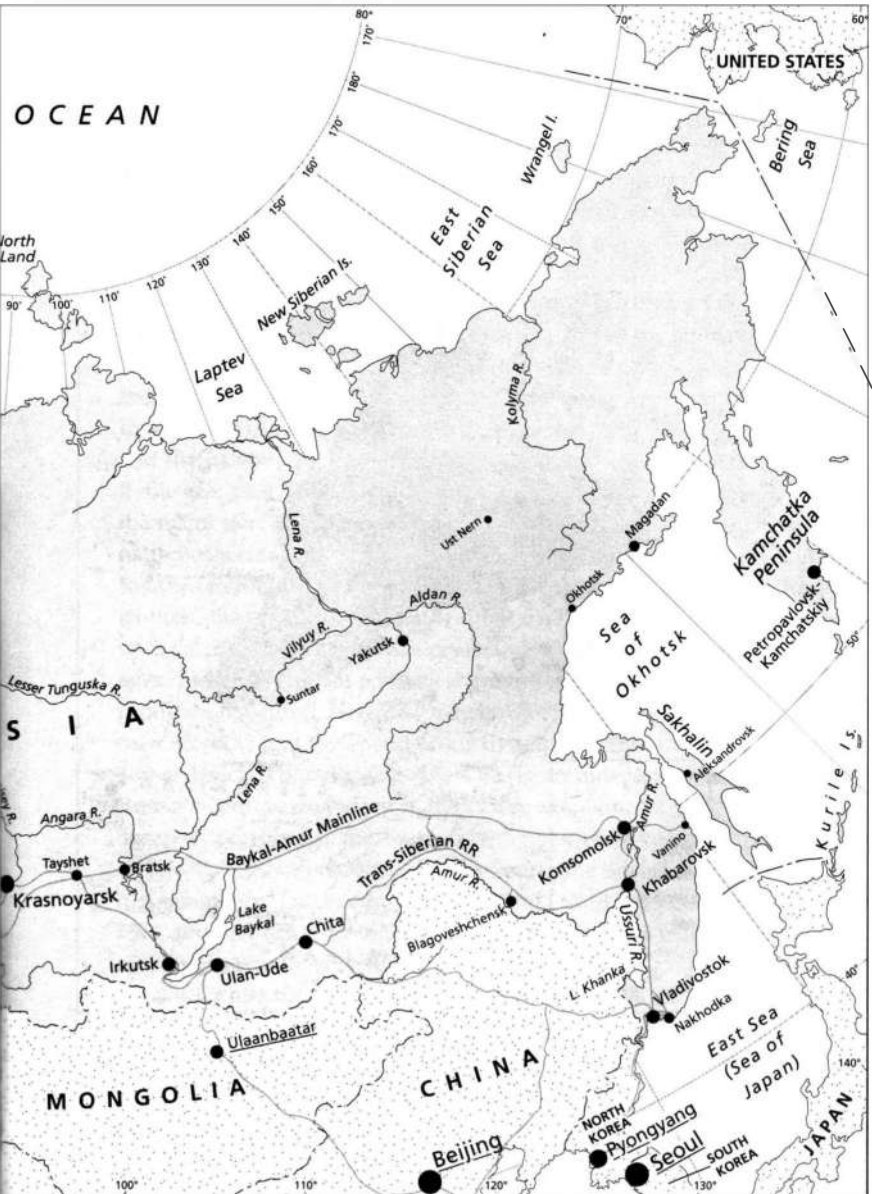 80°
70°
60°
170°
180°
170°
160°
150°
140°
130°
120°
110°
100°
90°
UNITED STATES
OCEAN
Bering
Sea
Wrangel I.
East
Siberian
Sea
North
Land
New Siberian Is.
Laptev
Sea
Kolyma R.
Lena R.
Ust Nern
Magadan
Okhotsk
Kamchatka
Peninsula
Petropavlovsk-
Kamchatskiy
50°
Sea
of
Okhotsk
Aldan R.
Vilyuy R.
Yakutsk
Suntar
Lesser Tunguska R.
SIA
Lena R.
Sakhalin
Aleksandrovsk
Kurile Is.
Angara R.
Baykal-Amur Mainline
Amur R.
Tayshet
Bratsk
Trans-Siberian RR
Komsomolsk
Vanino
Krasnoyarsk
Amur R.
Khabarovsk
Lake
Baykal
Chita
Blagoveshchensk
Ussuri R.
Irkutsk
Ulan-Ude
L. Khanka
Vladivostok
Nakhodka
40°
Ulaanbaatar
East Sea
(Sea of
Japan)
140°
MONGOLIA
CHINA
NORTH
KOREA
Pyongyang
JAPAN
Beijing
Seoul
SOUTH
KOREA
100°
110°
120°
130°